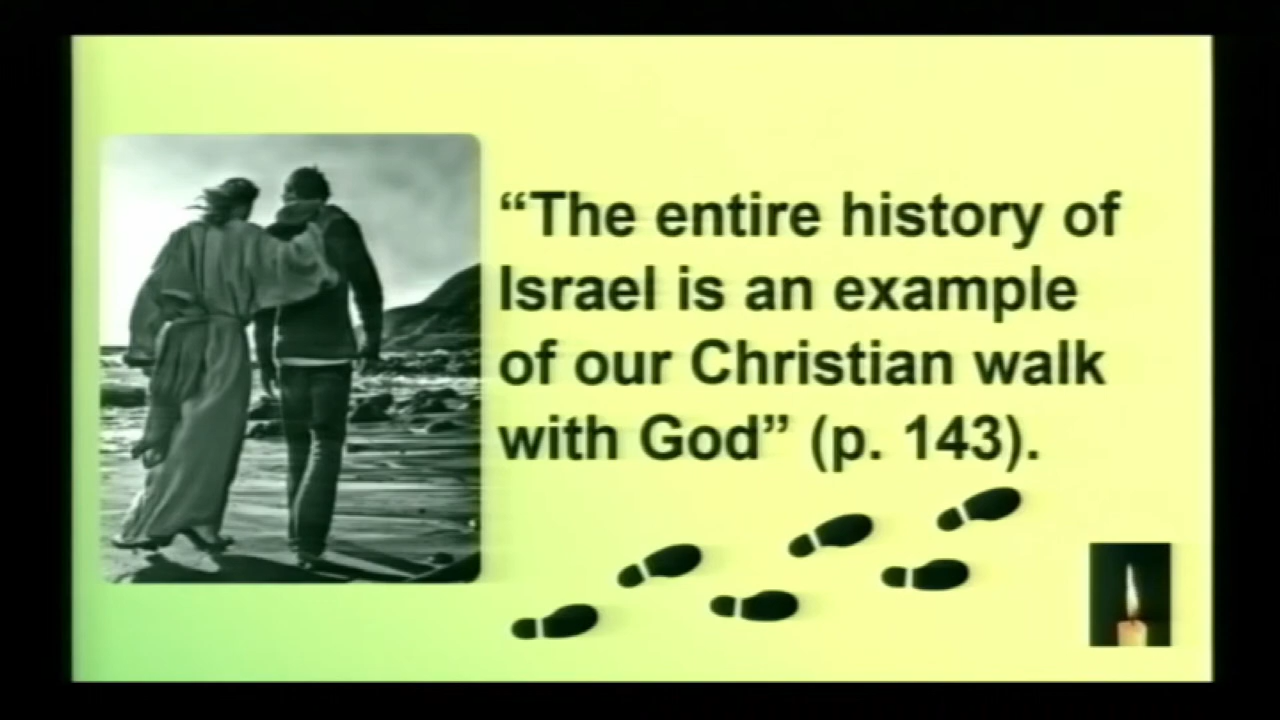 “The entire history of
Israel is an example
of our Christian walk
with God” (p. 143).